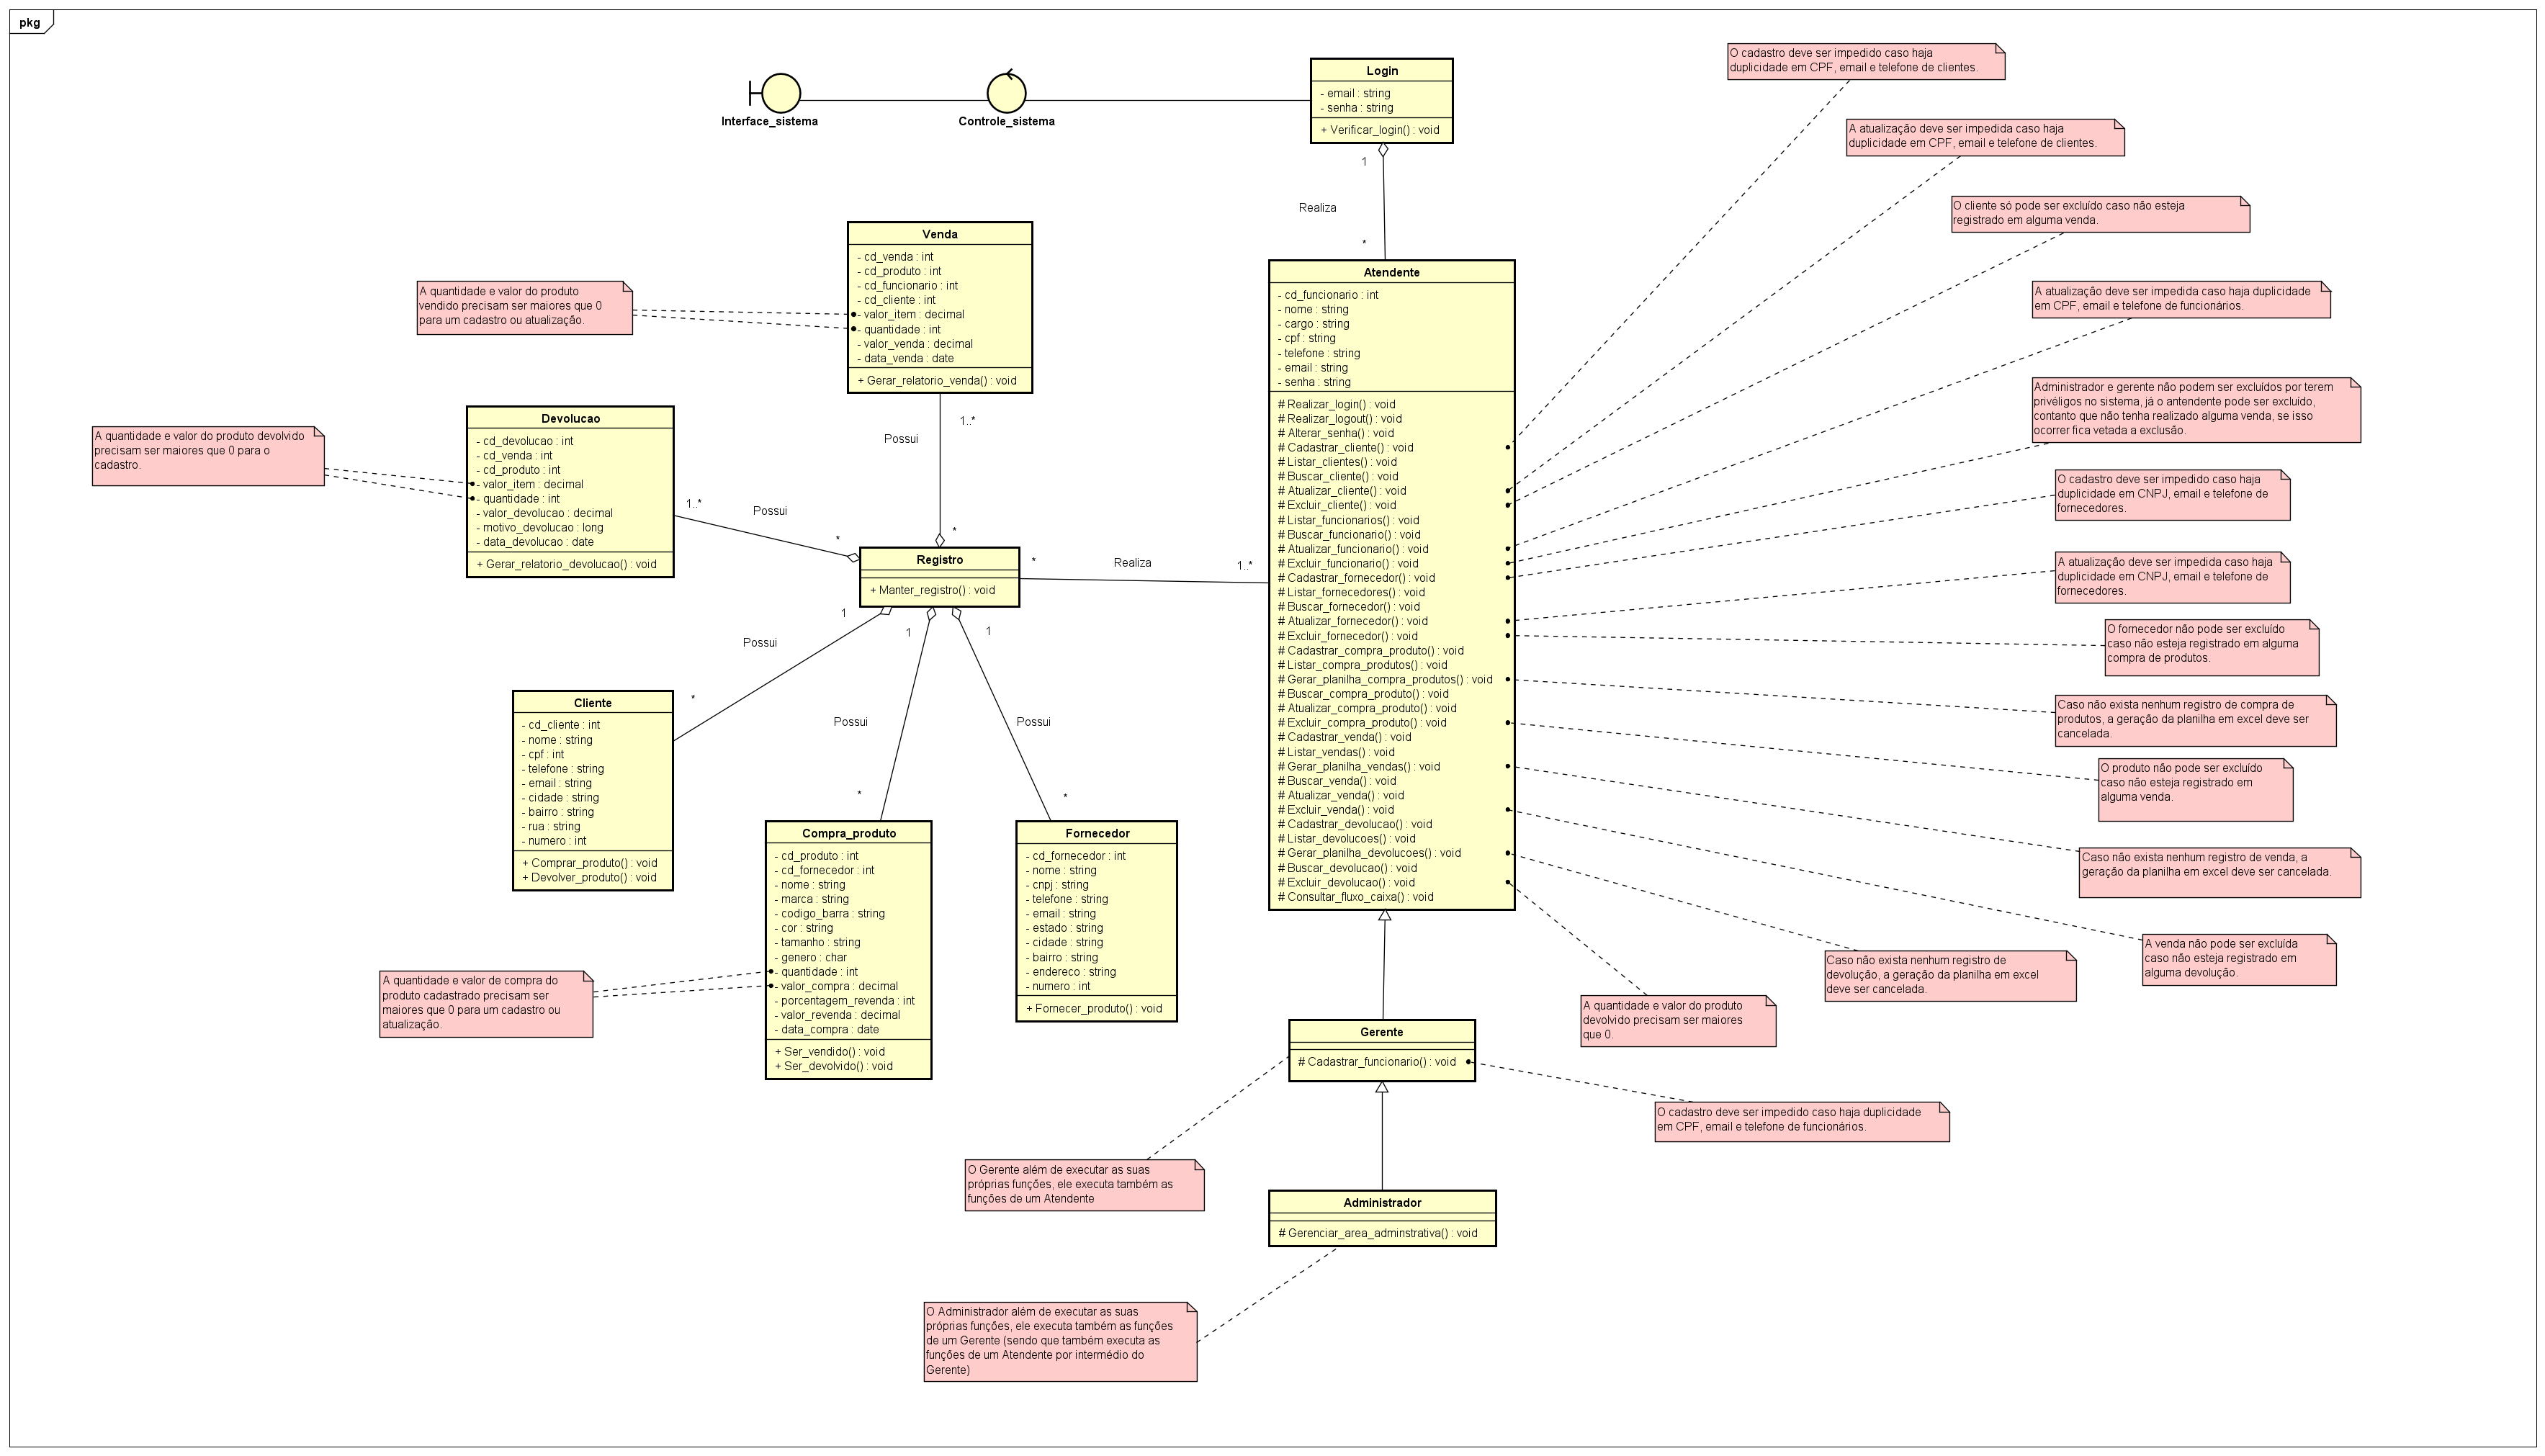 pkg
Interface_sistema
Controle_sistema
Login
- email : string
- senha : string
+ Verificar_login() : void
1
Realiza
*
O cadastro deve ser impedido caso haja
duplicidade em CPF, email e telefone de clientes.
A atualização deve ser impedida caso haja
duplicidade em CPF, email e telefone de clientes.
O cliente só pode ser excluído caso não esteja
registrado em alguma venda.
A atualização deve ser impedida caso haja duplicidade
em CPF, email e telefone de funcionários.
Administrador e gerente não podem ser excluídos por terem
privéligos no sistema, já o antendente pode ser excluído,
contanto que não tenha realizado alguma venda, se isso
ocorrer fica vetada a exclusão.
O cadastro deve ser impedido caso haja
duplicidade em CNPJ, email e telefone de
fornecedores.
A atualização deve ser impedida caso haja
duplicidade em CNPJ, email e telefone de
fornecedores.
O fornecedor não pode ser excluído
caso não esteja registrado em alguma
compra de produtos.
Caso não exista nenhum registro de compra de
produtos, a geração da planilha em excel deve ser
cancelada.
O produto não pode ser excluído
caso não esteja registrado em
alguma venda.
Caso não exista nenhum registro de venda, a
geração da planilha em excel deve ser cancelada.
A venda não pode ser excluída
caso não esteja registrado em
alguma devolução.
Caso não exista nenhum registro de
devolução, a geração da planilha em excel
deve ser cancelada.
A quantidade e valor do produto
devolvido precisam ser maiores
que 0.
Venda
- cd_venda : int
- cd_produto : int
- cd_funcionario : int
- cd_cliente : int
- valor_item : decimal
- quantidade : int
- valor_venda : decimal
- data_venda : date
+ Gerar_relatorio_venda() : void
A quantidade e valor do produto
vendido precisam ser maiores que 0
para um cadastro ou atualização.
1..*
Possui
*
Devolucao
- cd_devolucao : int
- cd_venda : int
- cd_produto : int
- valor_item : decimal
- quantidade : int
- valor_devolucao : decimal
- motivo_devolucao : long
- data_devolucao : date
+ Gerar_relatorio_devolucao() : void
A quantidade e valor do produto devolvido
precisam ser maiores que 0 para o
cadastro.
1..*
Possui
*
Registro
+ Manter_registro() : void
*
Realiza
1..*
Atendente
- cd_funcionario : int
- nome : string
- cargo : string
- cpf : string
- telefone : string
- email : string
- senha : string
# Realizar_login() : void
# Realizar_logout() : void
# Alterar_senha() : void
# Cadastrar_cliente() : void
# Listar_clientes() : void
# Buscar_cliente() : void
# Atualizar_cliente() : void
# Excluir_cliente() : void
# Listar_funcionarios() : void
# Buscar_funcionario() : void
# Atualizar_funcionario() : void
# Excluir_funcionario() : void
# Cadastrar_fornecedor() : void
# Listar_fornecedores() : void
# Buscar_fornecedor() : void
# Atualizar_fornecedor() : void
# Excluir_fornecedor() : void
# Cadastrar_compra_produto() : void
# Listar_compra_produtos() : void
# Gerar_planilha_compra_produtos() : void
# Buscar_compra_produto() : void
# Atualizar_compra_produto() : void
# Excluir_compra_produto() : void
# Cadastrar_venda() : void
# Listar_vendas() : void
# Gerar_planilha_vendas() : void
# Buscar_venda() : void
# Atualizar_venda() : void
# Excluir_venda() : void
# Cadastrar_devolucao() : void
# Listar_devolucoes() : void
# Gerar_planilha_devolucoes() : void
# Buscar_devolucao() : void
# Excluir_devolucao() : void
# Consultar_fluxo_caixa() : void
1
Possui
*
1
Possui
*
1
Possui
*
Cliente
- cd_cliente : int
- nome : string
- cpf : int
- telefone : string
- email : string
- cidade : string
- bairro : string
- rua : string
- numero : int
+ Comprar_produto() : void
+ Devolver_produto() : void
Compra_produto
- cd_produto : int
- cd_fornecedor : int
- nome : string
- marca : string
- codigo_barra : string
- cor : string
- tamanho : string
- genero : char
- quantidade : int
- valor_compra : decimal
- porcentagem_revenda : int
- valor_revenda : decimal
- data_compra : date
+ Ser_vendido() : void
+ Ser_devolvido() : void
A quantidade e valor de compra do
produto cadastrado precisam ser
maiores que 0 para um cadastro ou
atualização.
Fornecedor
- cd_fornecedor : int
- nome : string
- cnpj : string
- telefone : string
- email : string
- estado : string
- cidade : string
- bairro : string
- endereco : string
- numero : int
+ Fornecer_produto() : void
Gerente
# Cadastrar_funcionario() : void
O cadastro deve ser impedido caso haja duplicidade
em CPF, email e telefone de funcionários.
O Gerente além de executar as suas
próprias funções, ele executa também as
funções de um Atendente
Administrador
# Gerenciar_area_adminstrativa() : void
O Administrador além de executar as suas
próprias funções, ele executa também as funções
de um Gerente (sendo que também executa as
funções de um Atendente por intermédio do
Gerente)